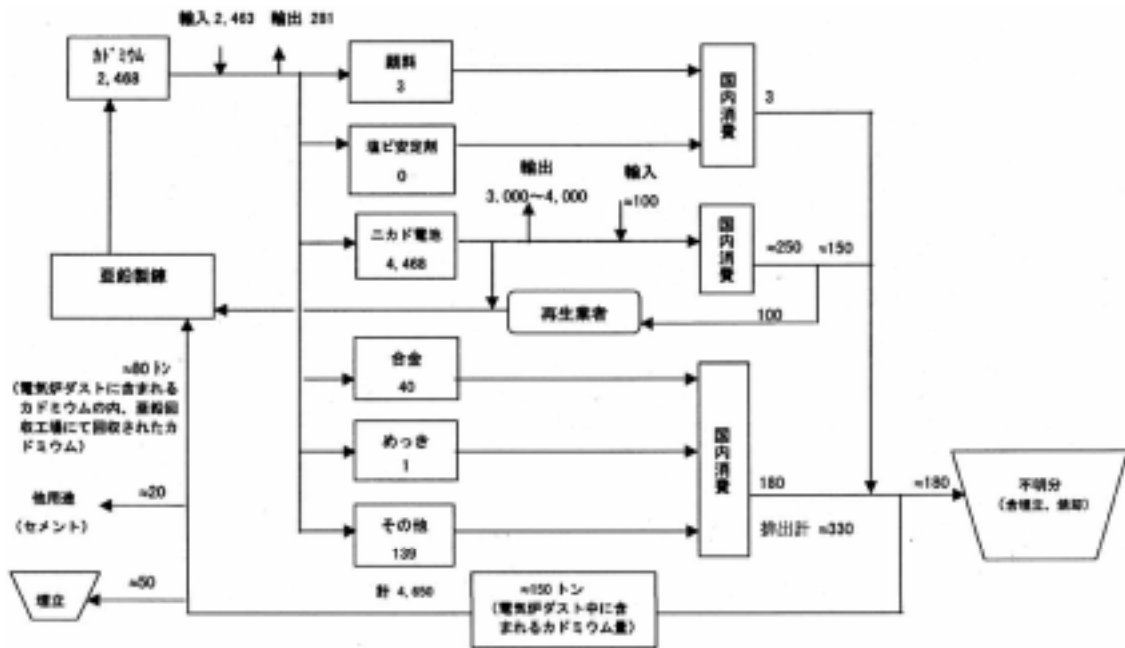 輸入 2,463 輸出 281
カドミウム
2,468
顔料
3
国内消費
3
塩ビ安定剤
0
輸出
3.000～4,000
輸入
≈100
ニカド電池
4,468
国内消費
≈250 ≈150
亜鉛製錬
再生業者
100
≈80 トン
(電気炉ダストに含まれる
カドミウムの内、亜鉛回
収工場にて回収されたカ
ドミウム)
合金
40
めっき
1
国内消費
180
排出計 ≈330
≈180
不明分
(含埋立、焼却)
他用途
(セメント)
≈20
その他
139
計 4,650
≈50
埋立
≈150 トン
(電気炉ダスト中に含
まれるカドミウム量)